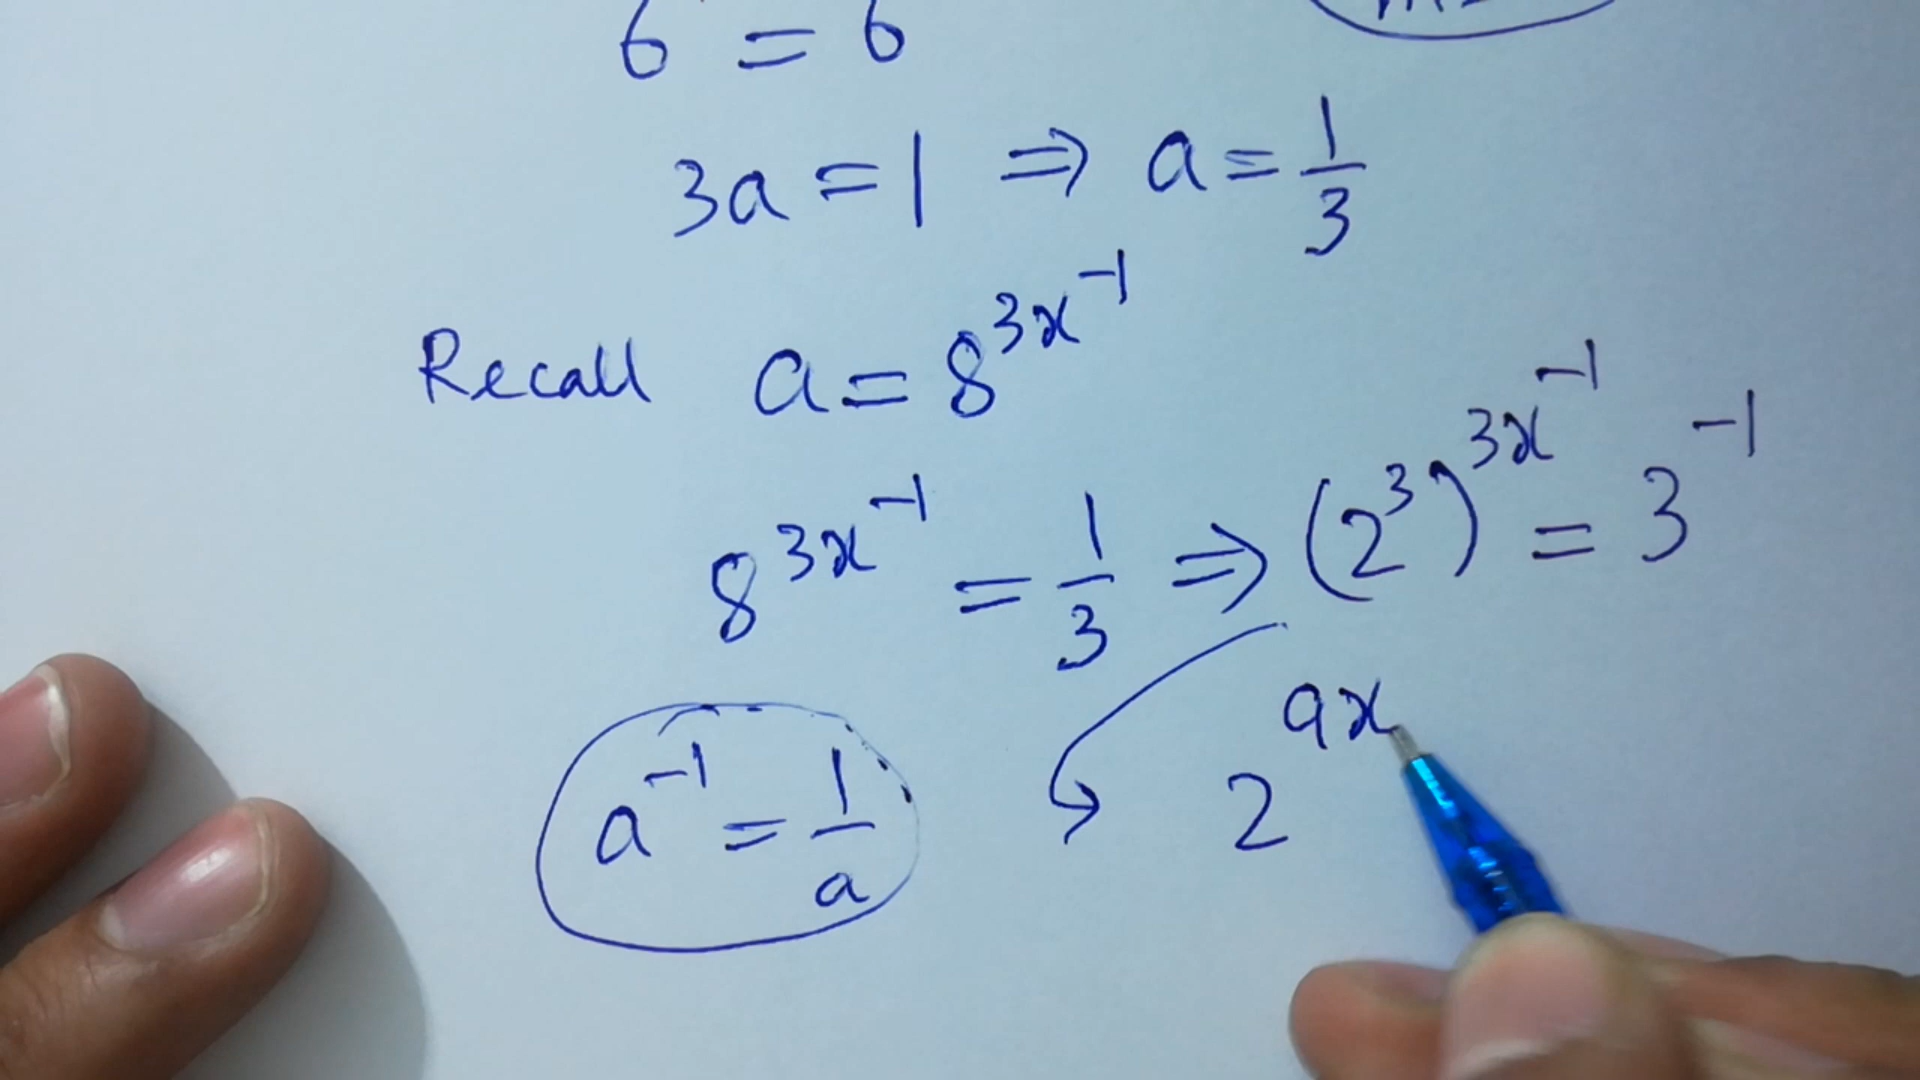 6 = 6
3a = 1 ⇒ a = 1/3
Recall a = 8^{3x^{-1}}
8^{3x^{-1}} = 1/3 ⇒ (2^3)^{3x^{-1}} = 3^{-1}
a^{-1} = 1/a
2^{9x}